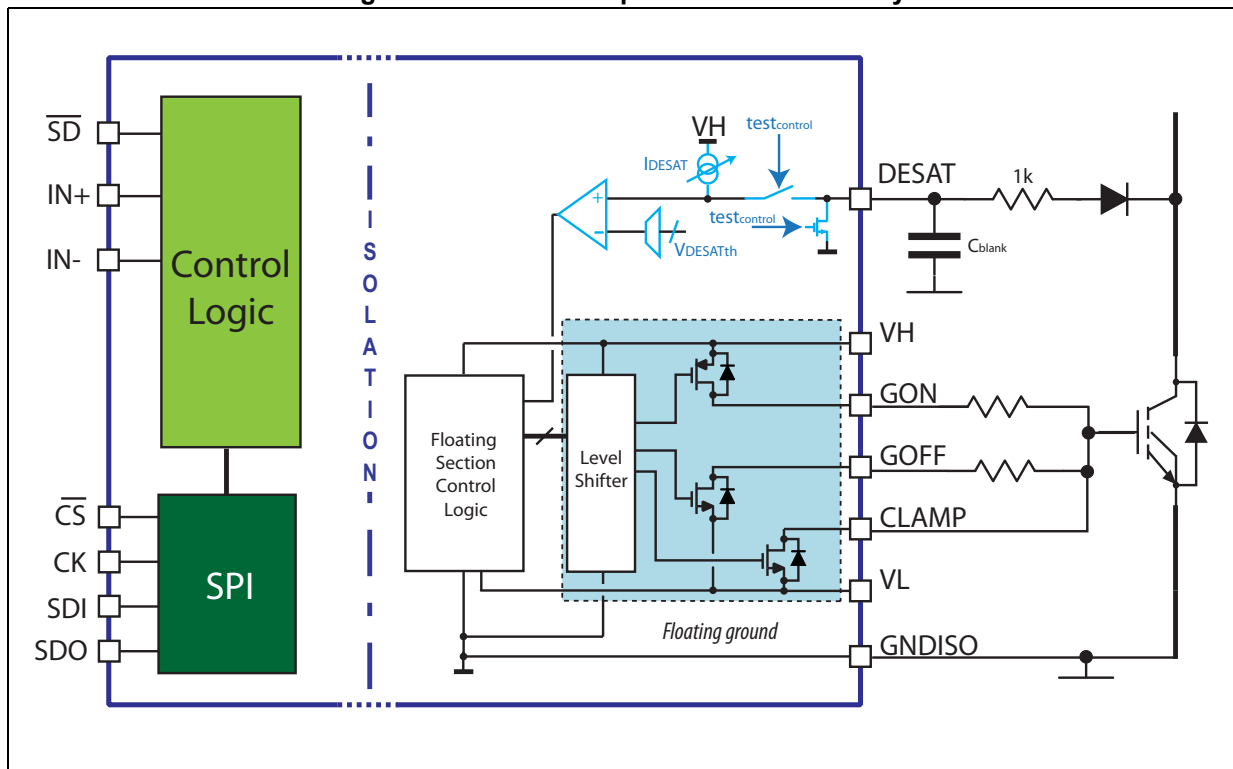 SD
IN+
IN-
Control
Logic
CS
CK
SDI
SDO
SPI
ISOLATION
VH
testcontrol
IDESAT
+
-
testcontrol
VDESATth
DESAT
1k
Cblank
Floating
Section
Control
Logic
Level
Shifter
VH
GON
GOFF
CLAMP
VL
Floating ground
GNDISO